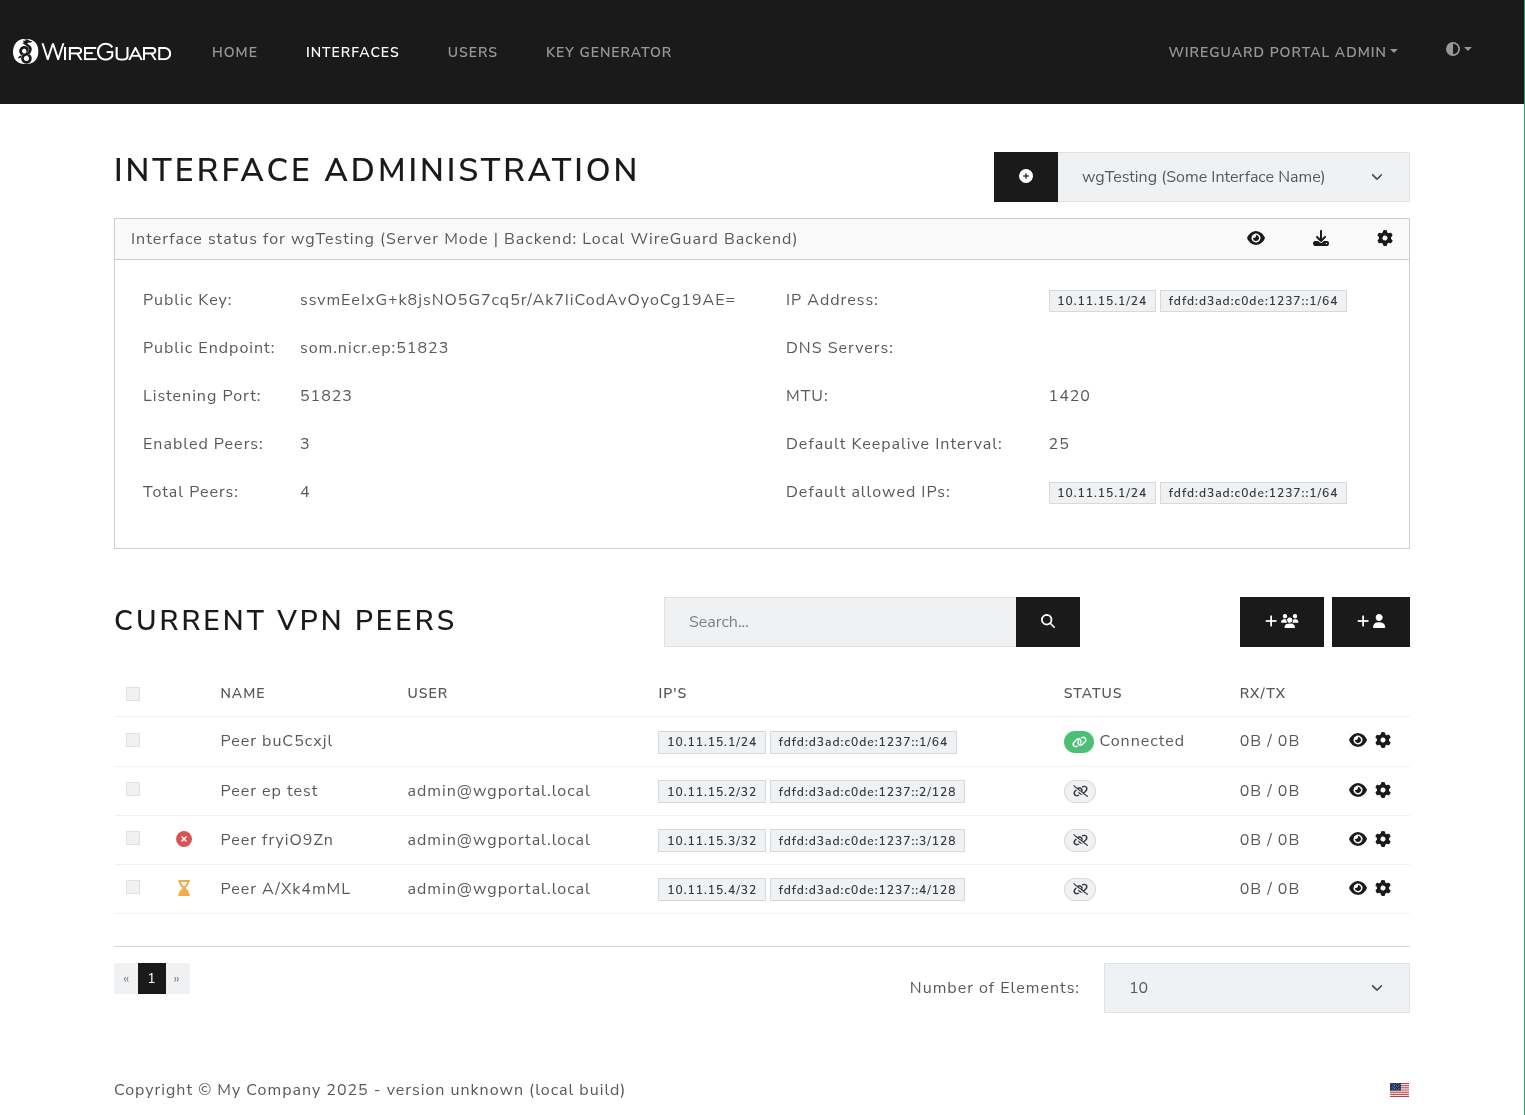 WIREGUARD HOME INTERFACES USERS KEY GENERATOR WIREGUARD PORTAL ADMIN
INTERFACE ADMINISTRATION wgTesting (Some Interface Name)
Interface status for wgTesting (Server Mode | Backend: Local WireGuard Backend)
Public Key: ssvmEeIxG+k8jsNO5G7cq5r/Ak7IiCodAvOyoCg19AE= IP Address: 10.11.15.1/24 fdfd:d3ad:c0de:1237::1/64
Public Endpoint: som.nicr.ep:51823 DNS Servers:
Listening Port: 51823 MTU: 1420
Enabled Peers: 3 Default Keepalive Interval: 25
Total Peers: 4 Default allowed IPs: 10.11.15.1/24 fdfd:d3ad:c0de:1237::1/64
CURRENT VPN PEERS Search...
NAME USER IP'S STATUS RX/TX
Peer buC5cxjl 10.11.15.1/24 fdfd:d3ad:c0de:1237::1/64 Connected 0B / 0B
Peer ep test admin@wgportal.local 10.11.15.2/32 fdfd:d3ad:c0de:1237::2/128 0B / 0B
Peer fryiO9Zn admin@wgportal.local 10.11.15.3/32 fdfd:d3ad:c0de:1237::3/128 0B / 0B
Peer A/Xk4mML admin@wgportal.local 10.11.15.4/32 fdfd:d3ad:c0de:1237::4/128 0B / 0B
« 1 » Number of Elements: 10
Copyright © My Company 2025 - version unknown (local build)